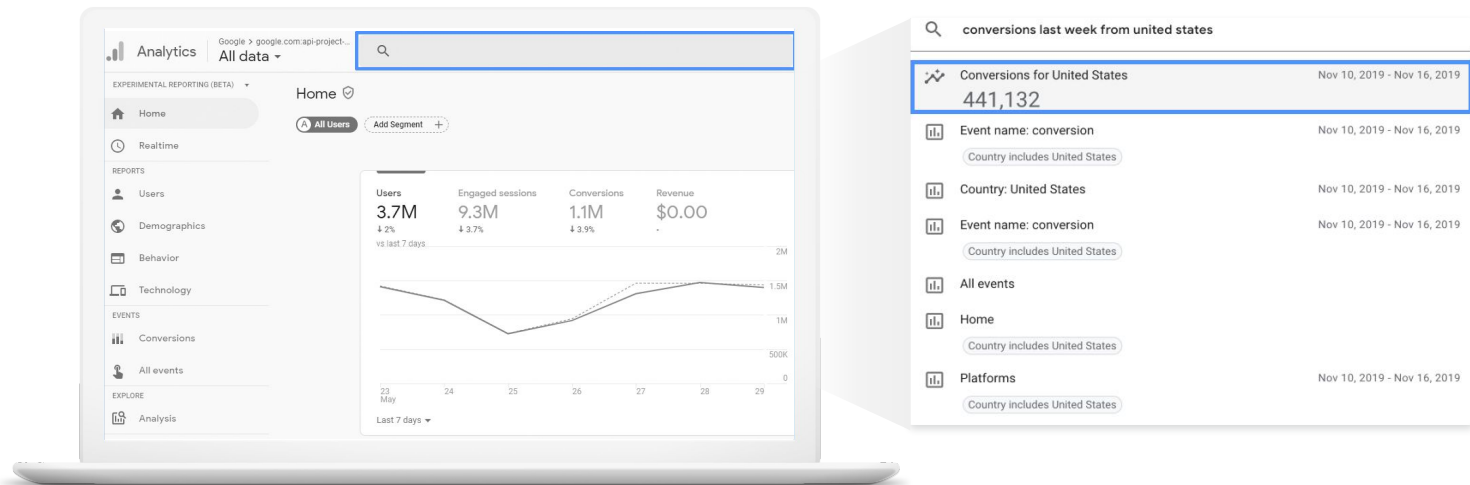 Analytics
Google > google.com:api-project-...
All data
EXPERIMENTAL REPORTING (BETA)
Home
Realtime
REPORTS
Users
Demographics
Behavior
Technology
EVENTS
Conversions
All events
EXPLORE
Analysis
Home
A All Users
Add Segment +
Users
Engaged sessions
Conversions
Revenue
3.7M
9.3M
1.1M
$0.00
↓ 2%
↓ 3.7%
↓ 3.9%
-
vs last 7 days
2M
1.5M
1M
500K
0
23 24 25 26 27 28 29
May
Last 7 days
conversions last week from united states
Conversions for United States Nov 10, 2019 - Nov 16, 2019
441,132
Event name: conversion Nov 10, 2019 - Nov 16, 2019
Country includes United States
Country: United States Nov 10, 2019 - Nov 16, 2019
Event name: conversion Nov 10, 2019 - Nov 16, 2019
Country includes United States
All events
Home
Country includes United States
Platforms Nov 10, 2019 - Nov 16, 2019
Country includes United States